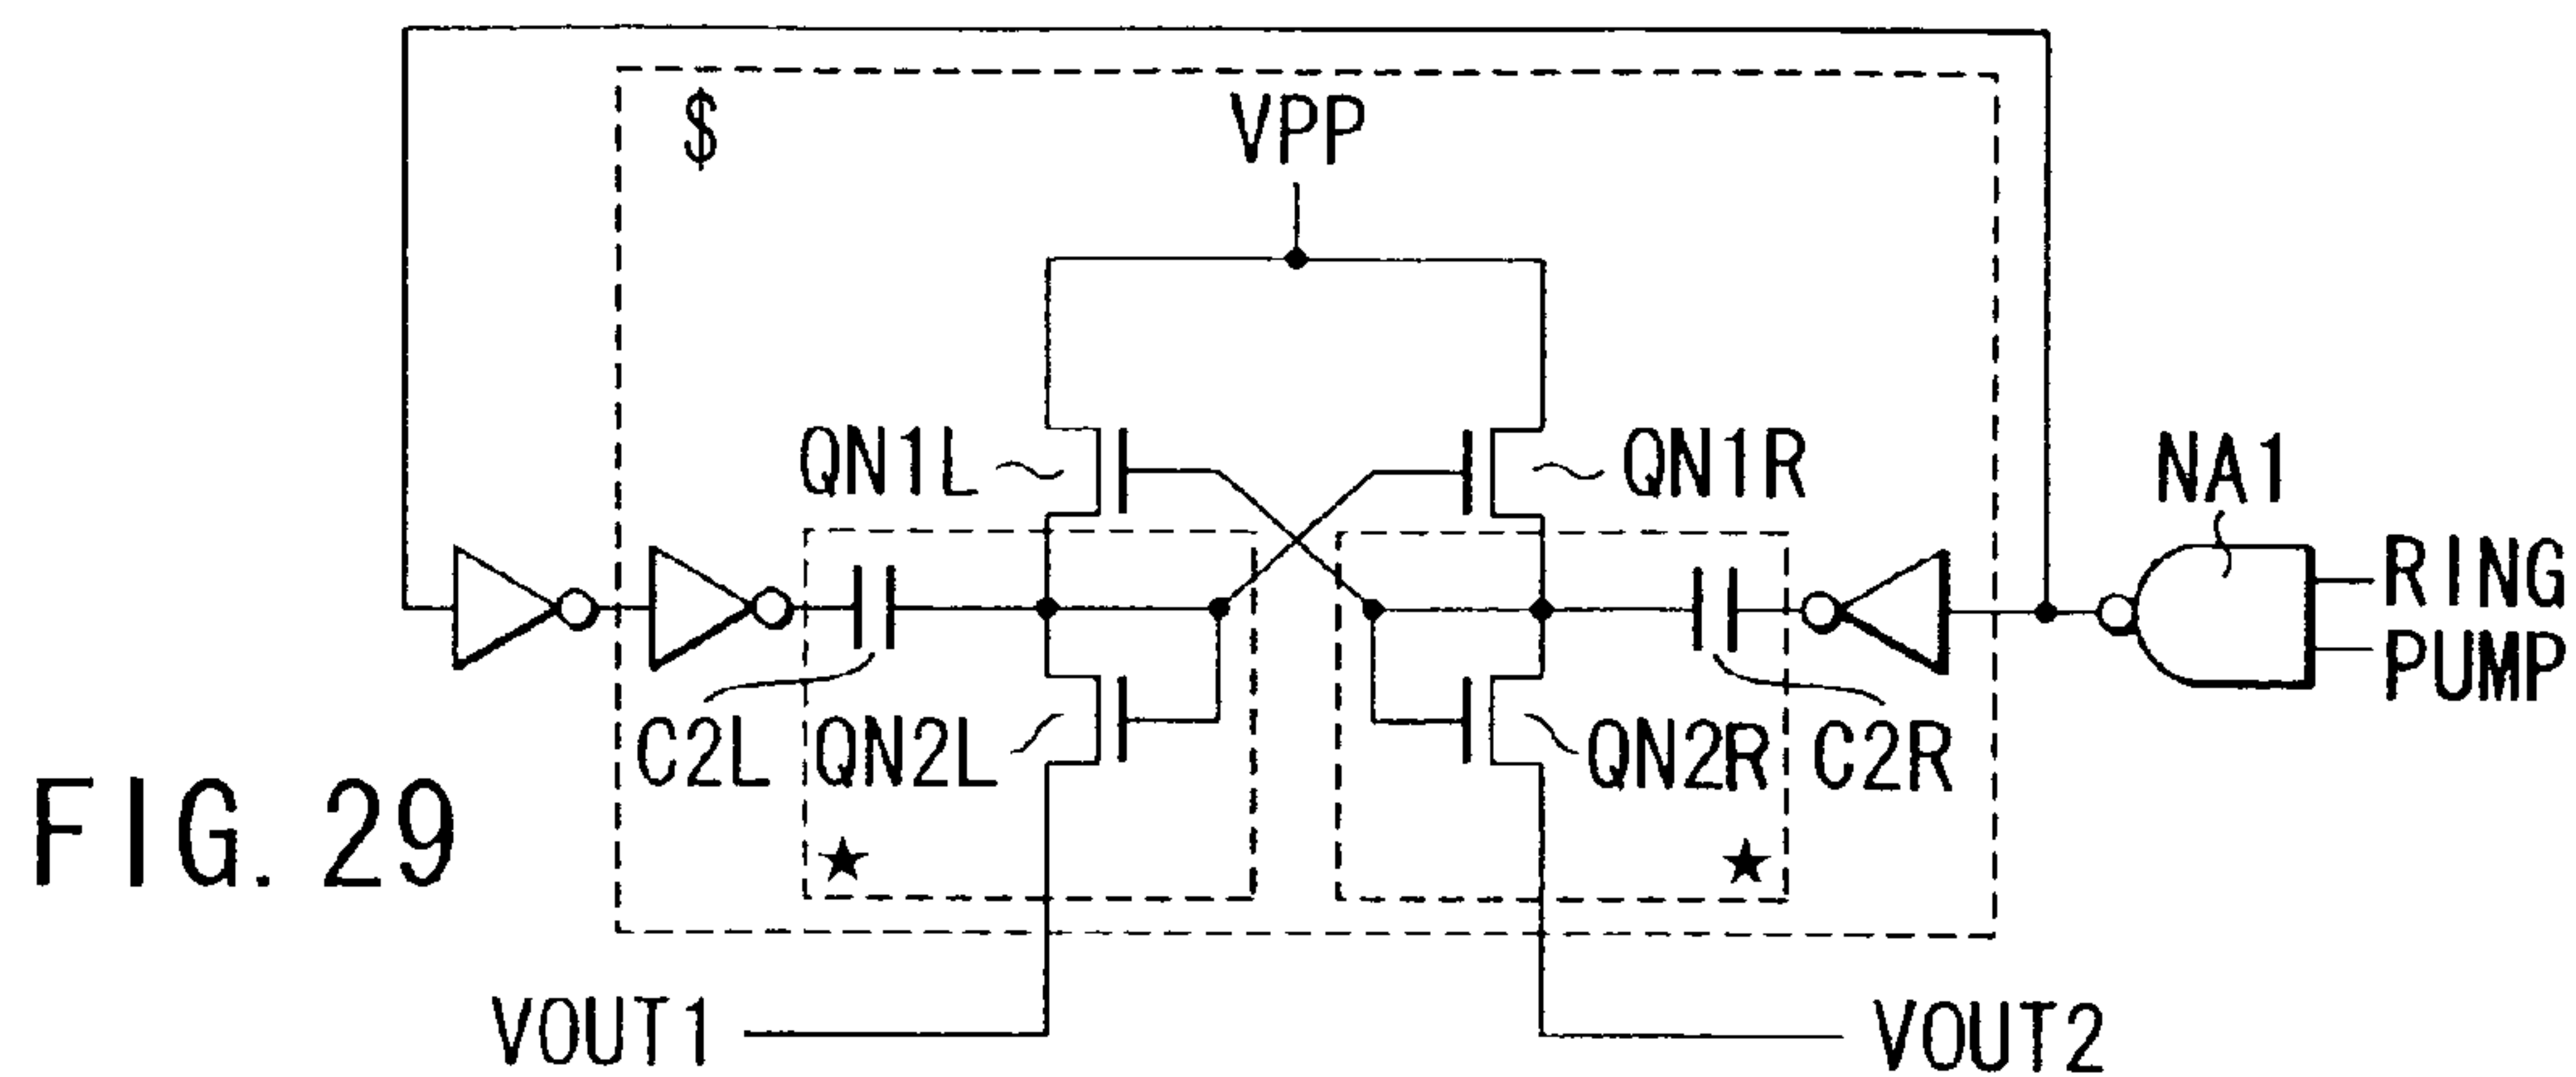 $
VPP
QN1L
QN1R
NA1
RING
PUMP
C2L
QN2L
QN2R
C2R
★
★
FIG. 29
VOUT1
VOUT2